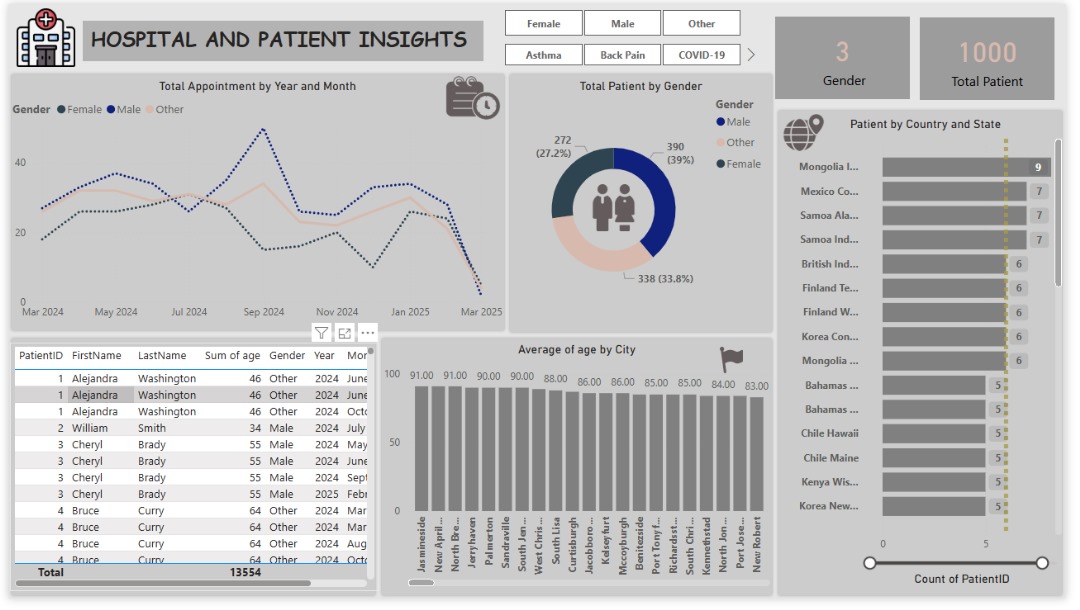 HOSPITAL AND PATIENT INSIGHTS
Female Male Other
Asthma Back Pain COVID-19
3
Gender
1000
Total Patient
Total Appointment by Year and Month
Gender Female Male Other
40
20
0
Mar 2024 May 2024 Jul 2024 Sep 2024 Nov 2024 Jan 2025 Mar 2025
Total Patient by Gender
Gender
Male
Other
Female
272
(27.2%)
390
(39%)
338 (33.8%)
Patient by Country and State
Mongolia I... 9
Mexico Co... 7
Samoa Ala... 7
Samoa Ind... 7
British Ind... 6
Finland Te... 6
Finland W... 6
Korea Con... 6
Mongolia ... 6
Bahamas ... 5
Bahamas ... 5
Chile Hawaii 5
Chile Maine 5
Kenya Wis... 5
Korea New... 5
0 5
Count of PatientID
PatientID FirstName LastName Sum of age Gender Year Mor
1 Alejandra Washington 46 Other 2024 June
1 Alejandra Washington 46 Other 2024 June
1 Alejandra Washington 46 Other 2024 Octo
2 William Smith 34 Male 2024 July
3 Cheryl Brady 55 Male 2024 May
3 Cheryl Brady 55 Male 2024 June
3 Cheryl Brady 55 Male 2024 Sept
3 Cheryl Brady 55 Male 2025 Febr
4 Bruce Curry 64 Other 2024 Mar
4 Bruce Curry 64 Other 2024 Mar
4 Bruce Curry 64 Other 2024 Aug
4 Bruce Curry 64 Other 2024 Octo
Total 13554
Average of age by City
100
50
0
91.00 91.00 90.00 90.00 88.00 86.00 86.00 85.00 85.00 84.00 83.00
Jasmineside
New April ...
North Bre...
Jerryhaven
Palmerton
Sandraville
South Jen...
West Chris...
South Lisa
Curtisburgh
Jacobboro...
Kelseyfurt
Mccoyburgh
Benitezside
Port Tony f...
Richardsst...
South Chri...
Kennethstad
North Jon...
Port Jose...
New Robert